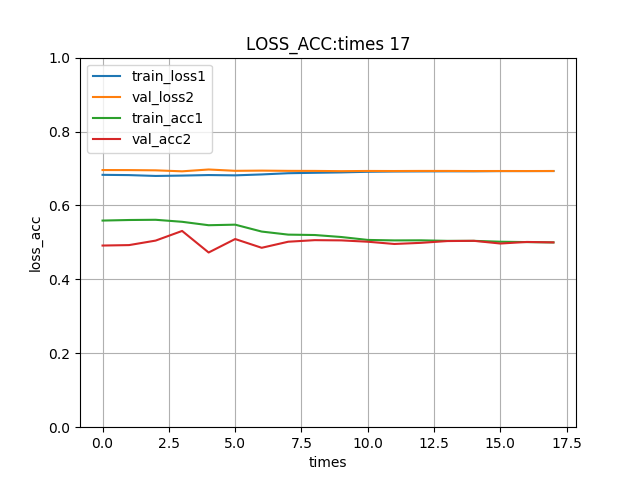 LOSS_ACC:times 17
1.0
0.8
0.6
0.4
0.2
0.0
loss_acc
train_loss1
val_loss2
train_acc1
val_acc2
0.0 2.5 5.0 7.5 10.0 12.5 15.0 17.5
times